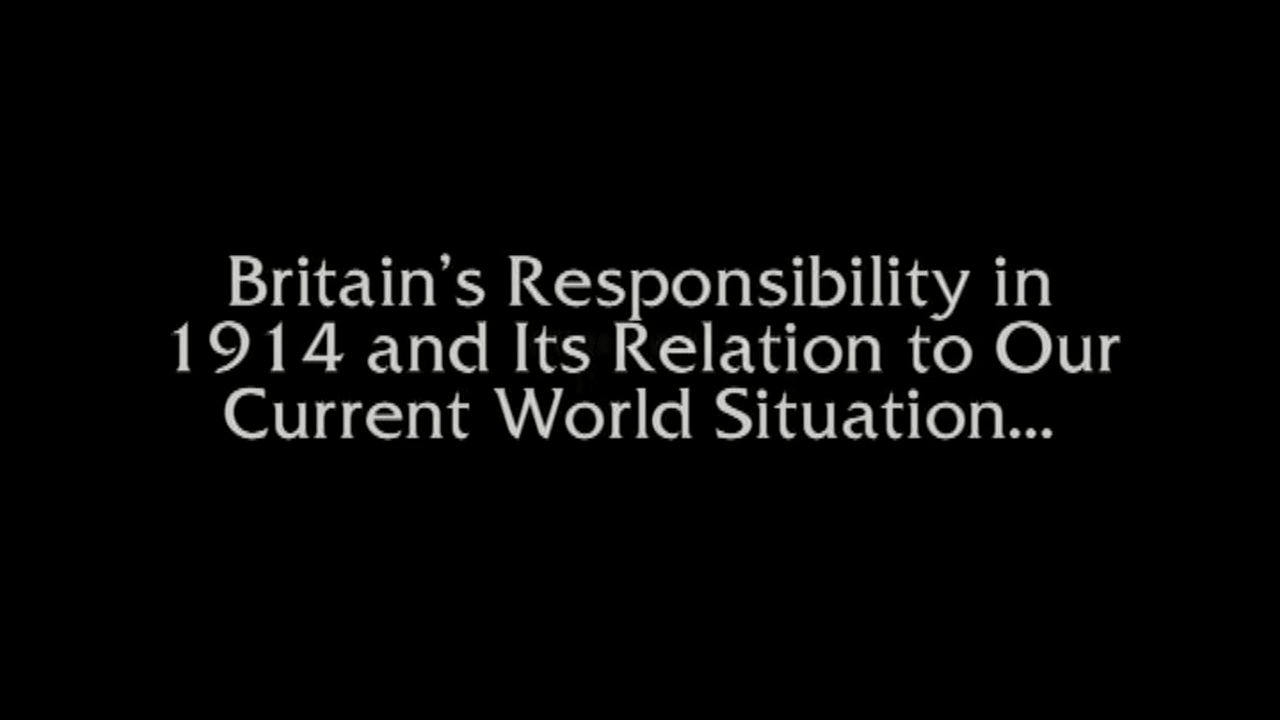 Britain’s Responsibility in
1914 and Its Relation to Our
Current World Situation...